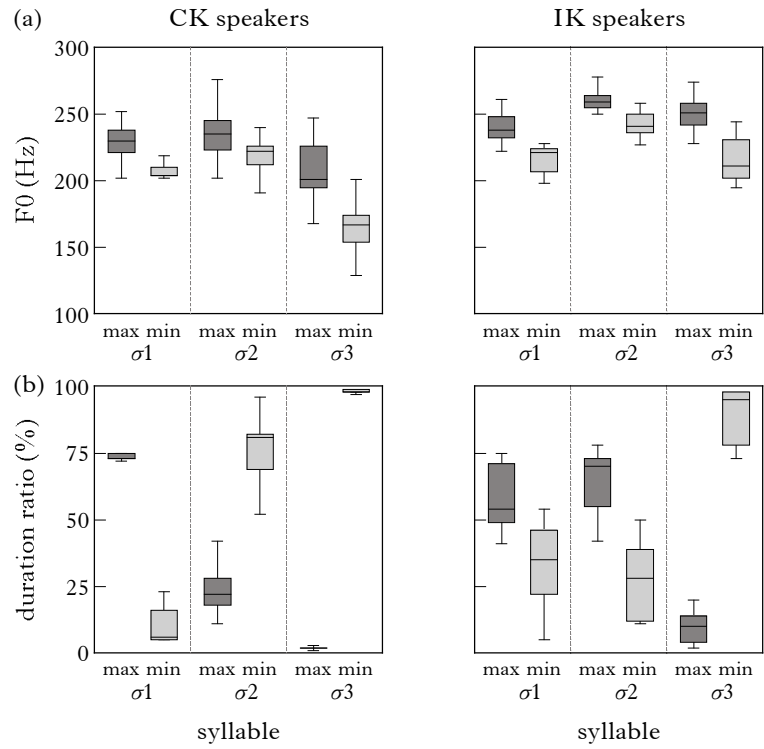 (a) CK speakers IK speakers
300
250
200
150
100
F0 (Hz)
max min max min max min max min max min max min
σ1 σ2 σ3 σ1 σ2 σ3
(b)
100
75
50
25
0
duration ratio (%)
max min max min max min max min max min max min
σ1 σ2 σ3 σ1 σ2 σ3
syllable syllable